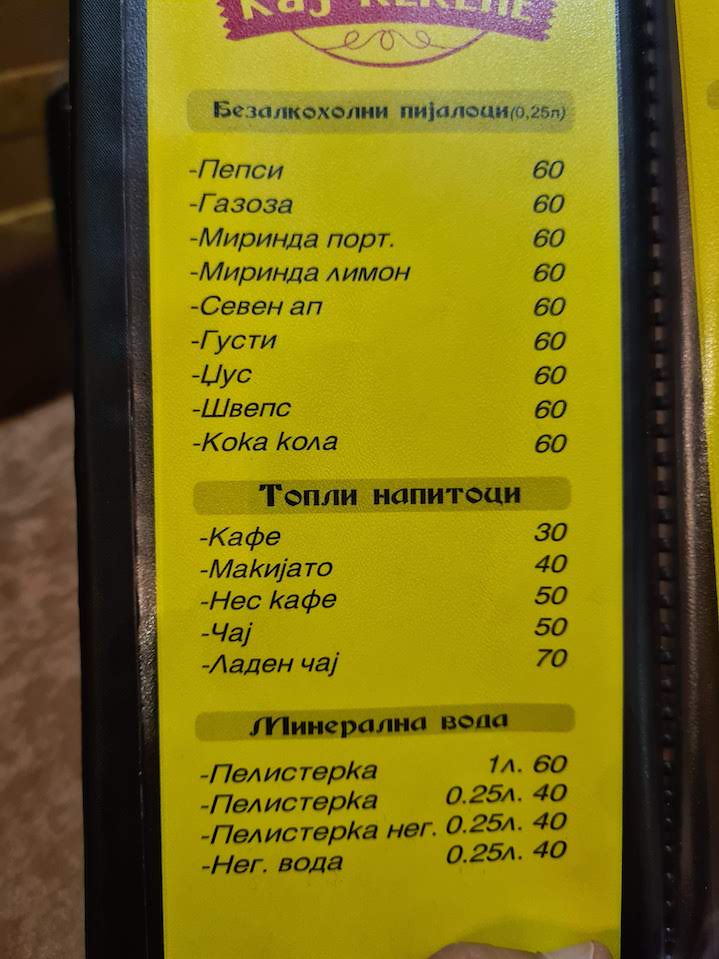 Кај КЕКЕНЕ
Безалкохолни пијалоци(0,25л)
-Пепси 60
-Газоза 60
-Миринда порт. 60
-Миринда лимон 60
-Севен ап 60
-Густи 60
-Џус 60
-Швепс 60
-Кока кола 60
Топли напитоци
-Кафе 30
-Макијато 40
-Нес кафе 50
-Чај 50
-Ладен чај 70
Минерална вода
-Пелистерка 1л. 60
-Пелистерка 0.25л. 40
-Пелистерка нег. 0.25л. 40
-Нег. вода 0.25л. 40